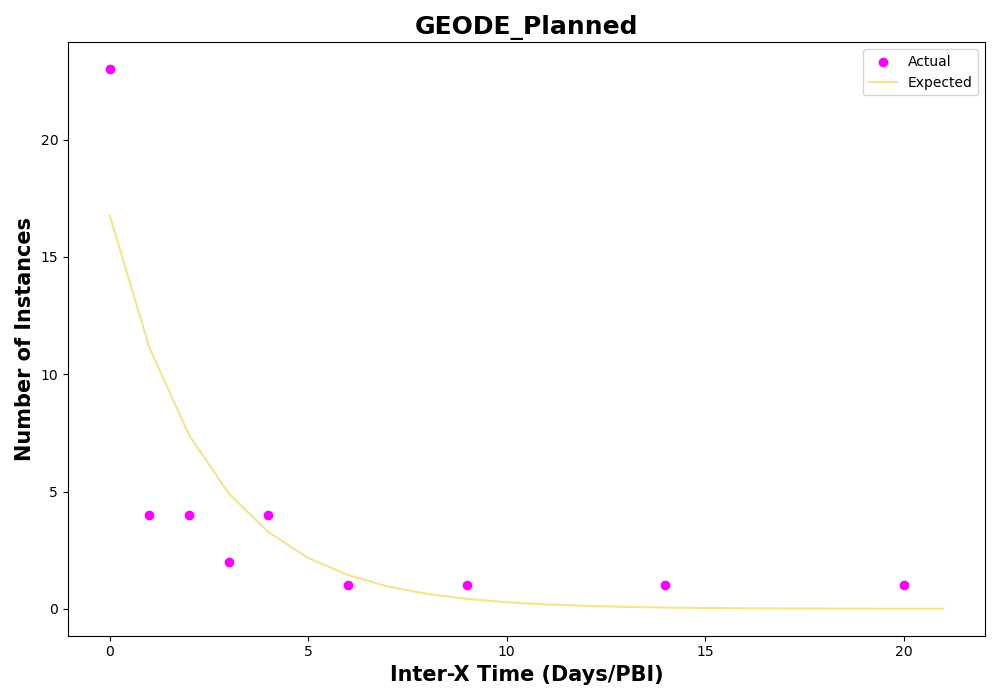 GEODE_Planned
Actual
Expected
Number of Instances
20
15
10
5
0
0
5
10
15
20
Inter-X Time (Days/PBI)